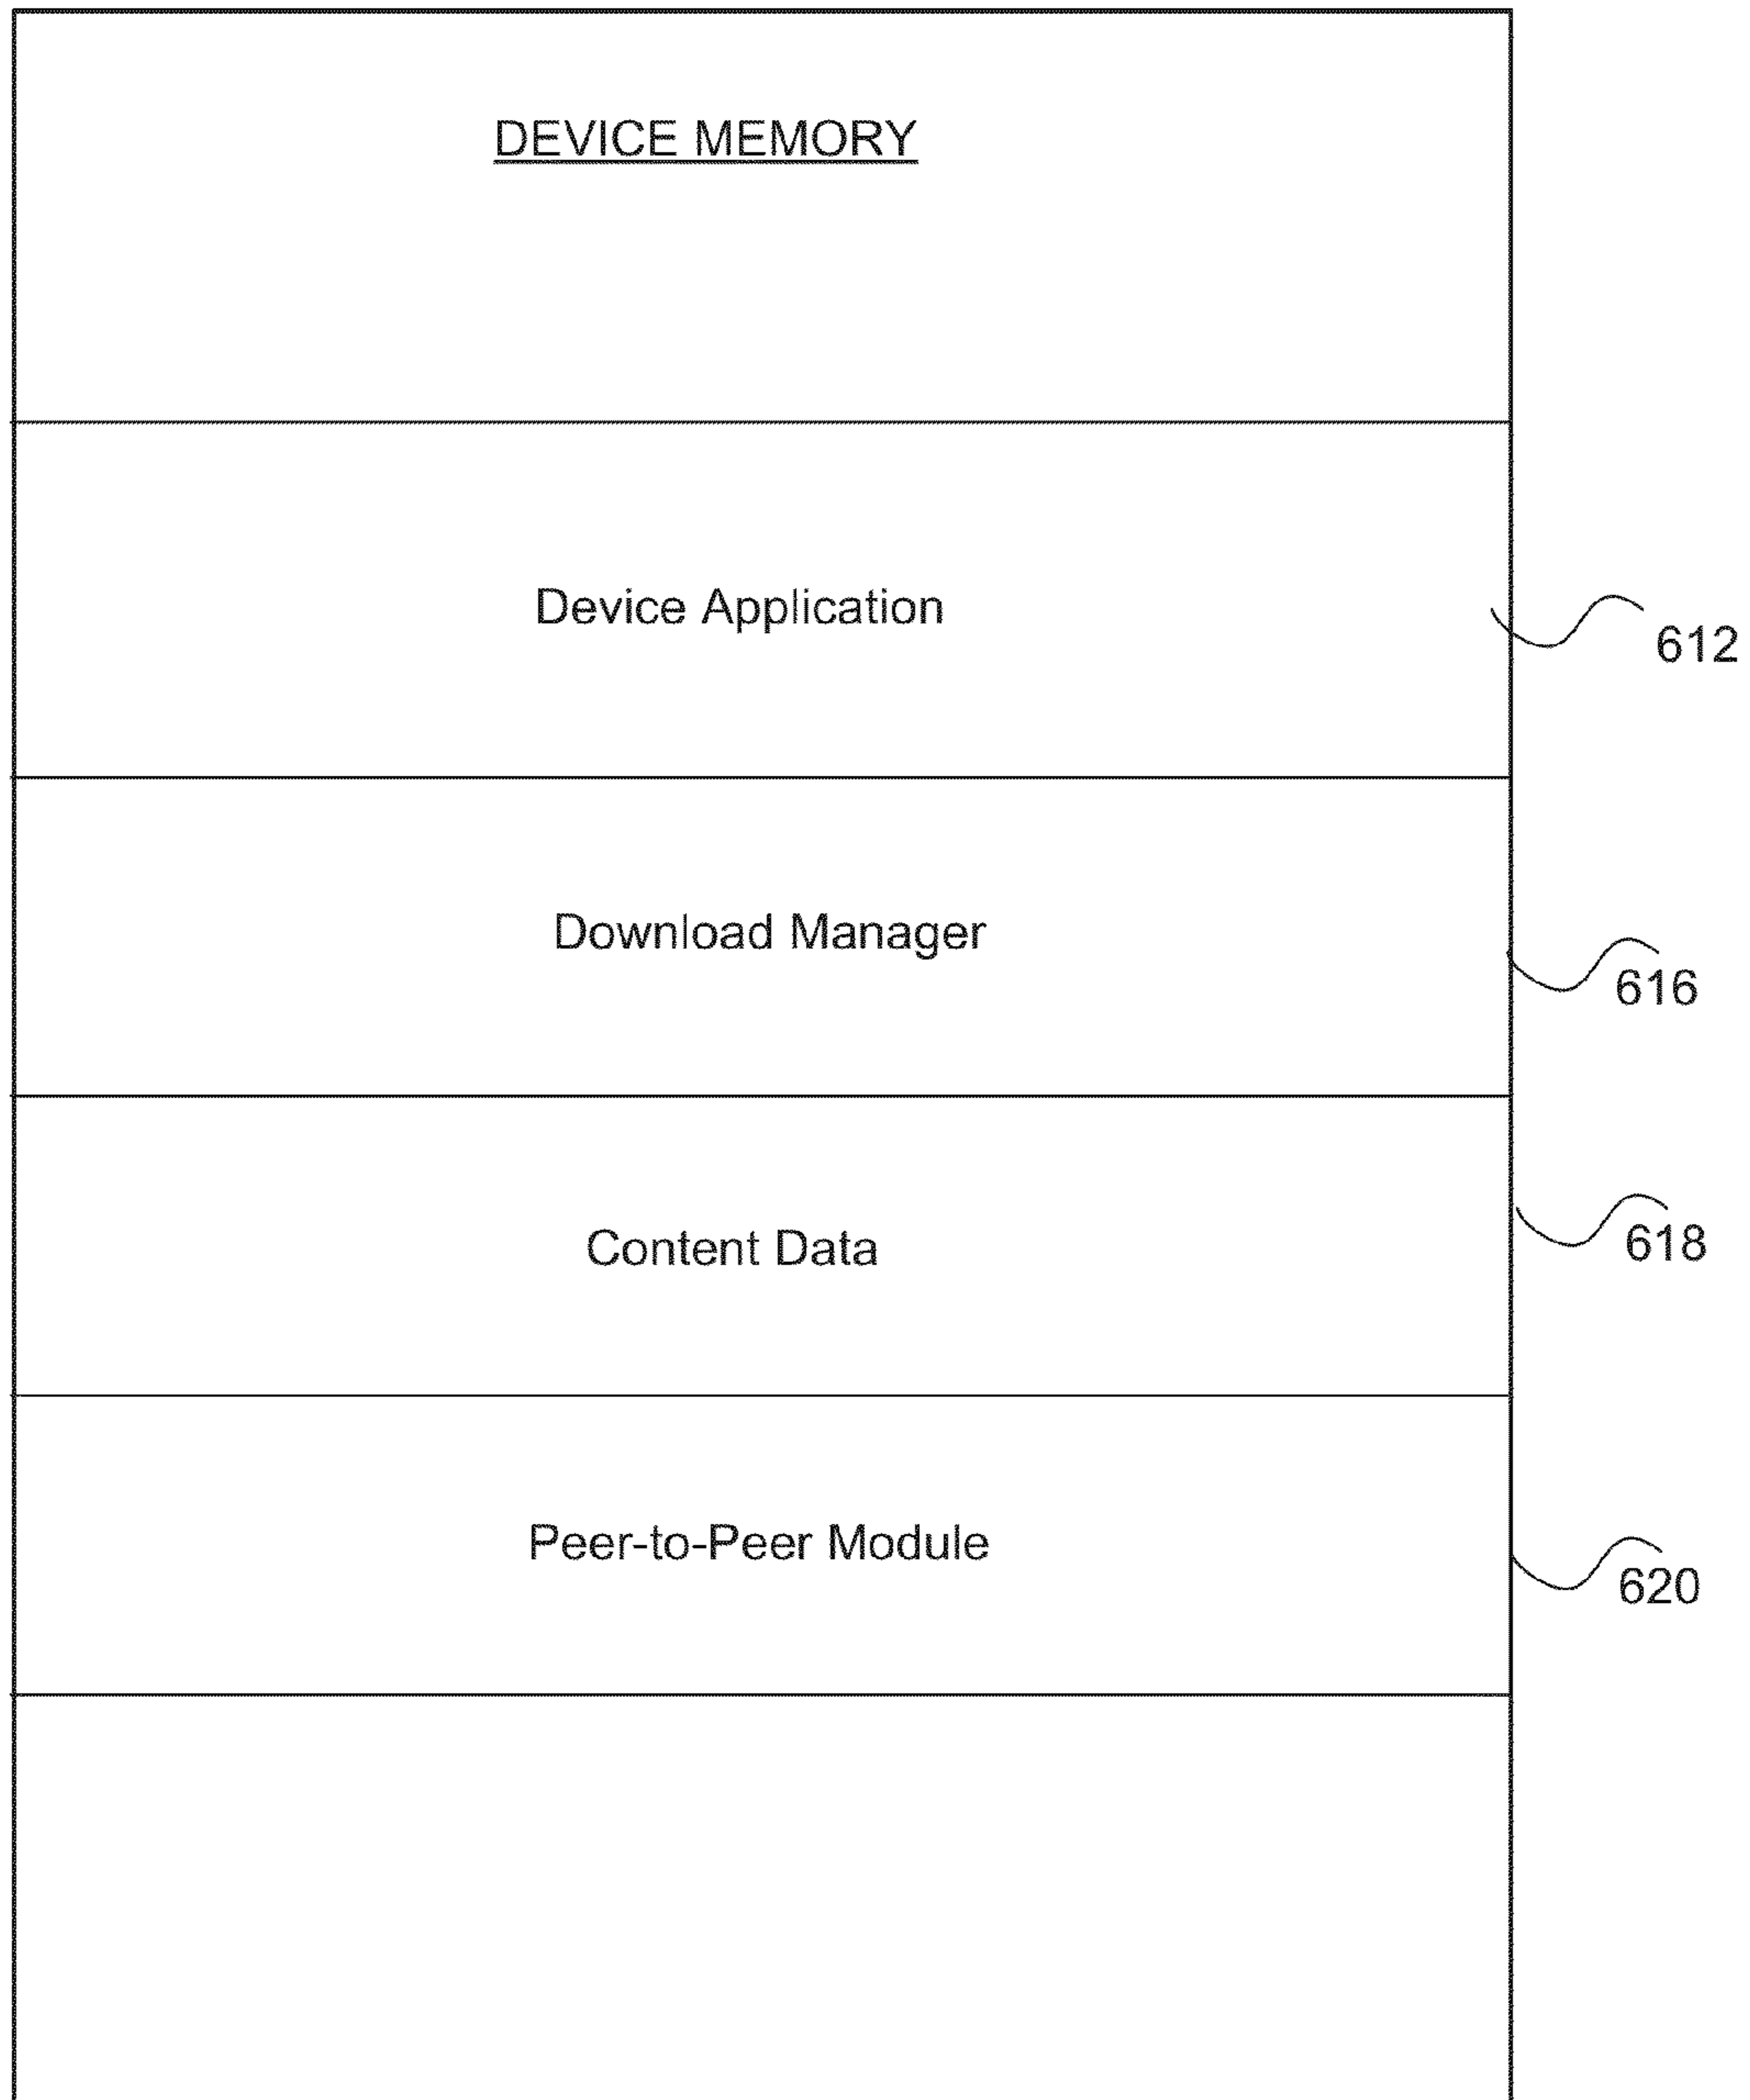 DEVICE MEMORY
Device Application
612
Download Manager
616
Content Data
618
Peer-to-Peer Module
620